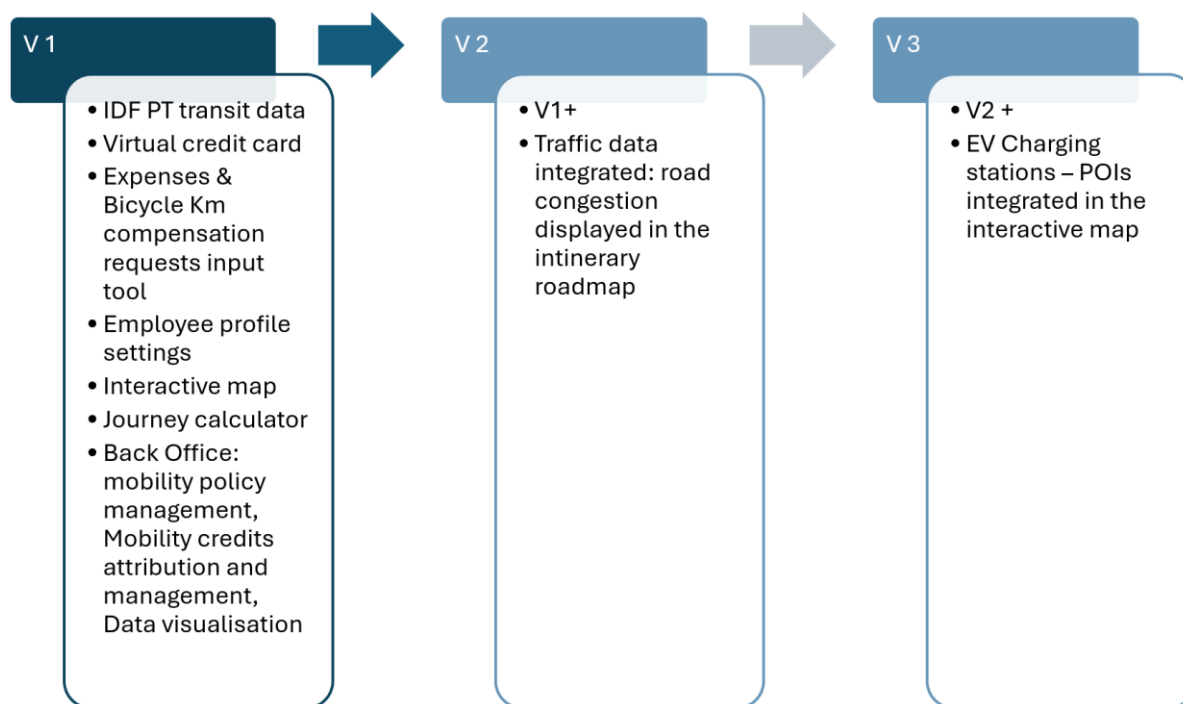 V 1
• IDF PT transit data
• Virtual credit card
• Expenses &
Bicycle Km
compensation
requests input
tool
• Employee profile
settings
• Interactive map
• Journey calculator
• Back Office:
mobility policy
management,
Mobility credits
attribution and
management,
Data visualisation
V 2
• V1+
• Traffic data
integrated: road
congestion
displayed in the
intinerary
roadmap
V 3
• V2 +
• EV Charging
stations – POIs
integrated in the
interactive map